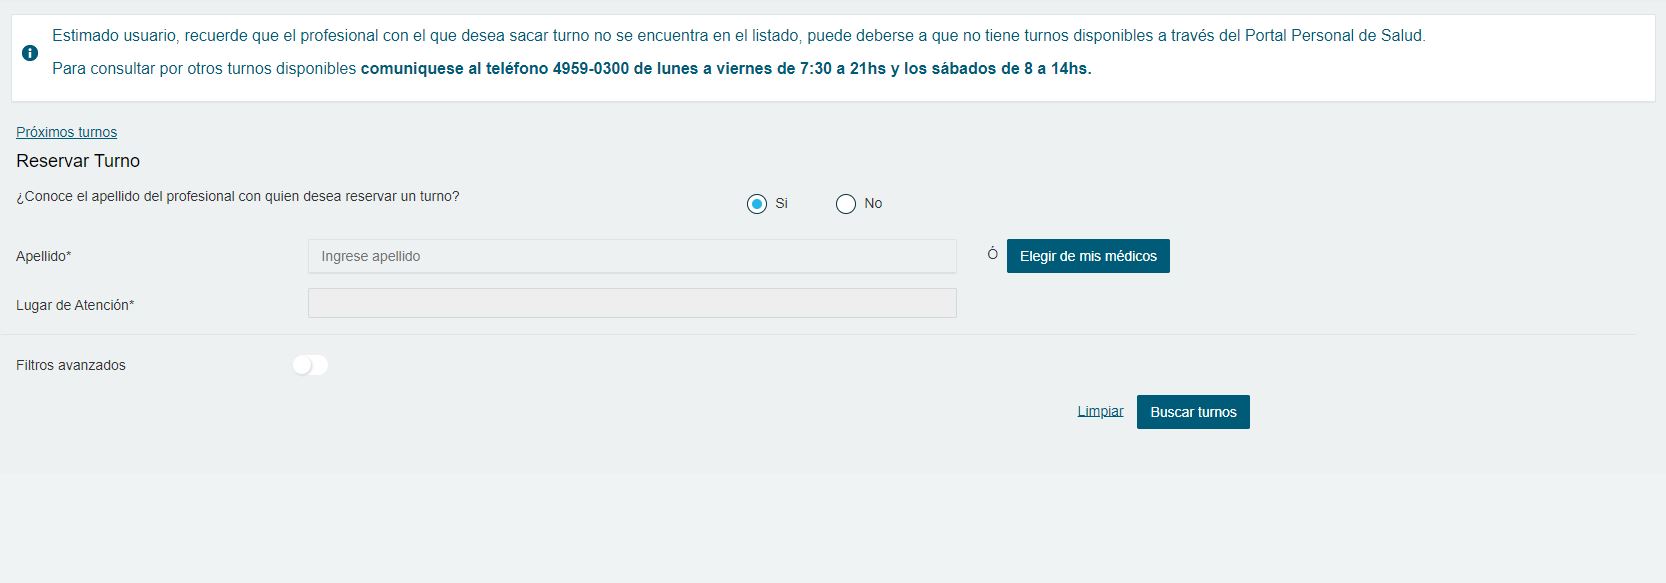 Estimado usuario, recuerde que el profesional con el que desea sacar turno no se encuentra en el listado, puede deberse a que no tiene turnos disponibles a través del Portal Personal de Salud.
Para consultar por otros turnos disponibles comuniquese al teléfono 4959-0300 de lunes a viernes de 7:30 a 21hs y los sábados de 8 a 14hs.
Próximos turnos
Reservar Turno
¿Conoce el apellido del profesional con quien desea reservar un turno? Si No
Apellido* Ingrese apellido Ó Elegir de mis médicos
Lugar de Atención*
Filtros avanzados
Limpiar Buscar turnos